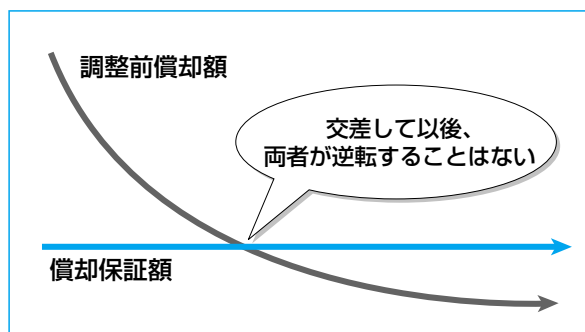 調整前償却額
交差して以後、
両者が逆転することはない
償却保証額